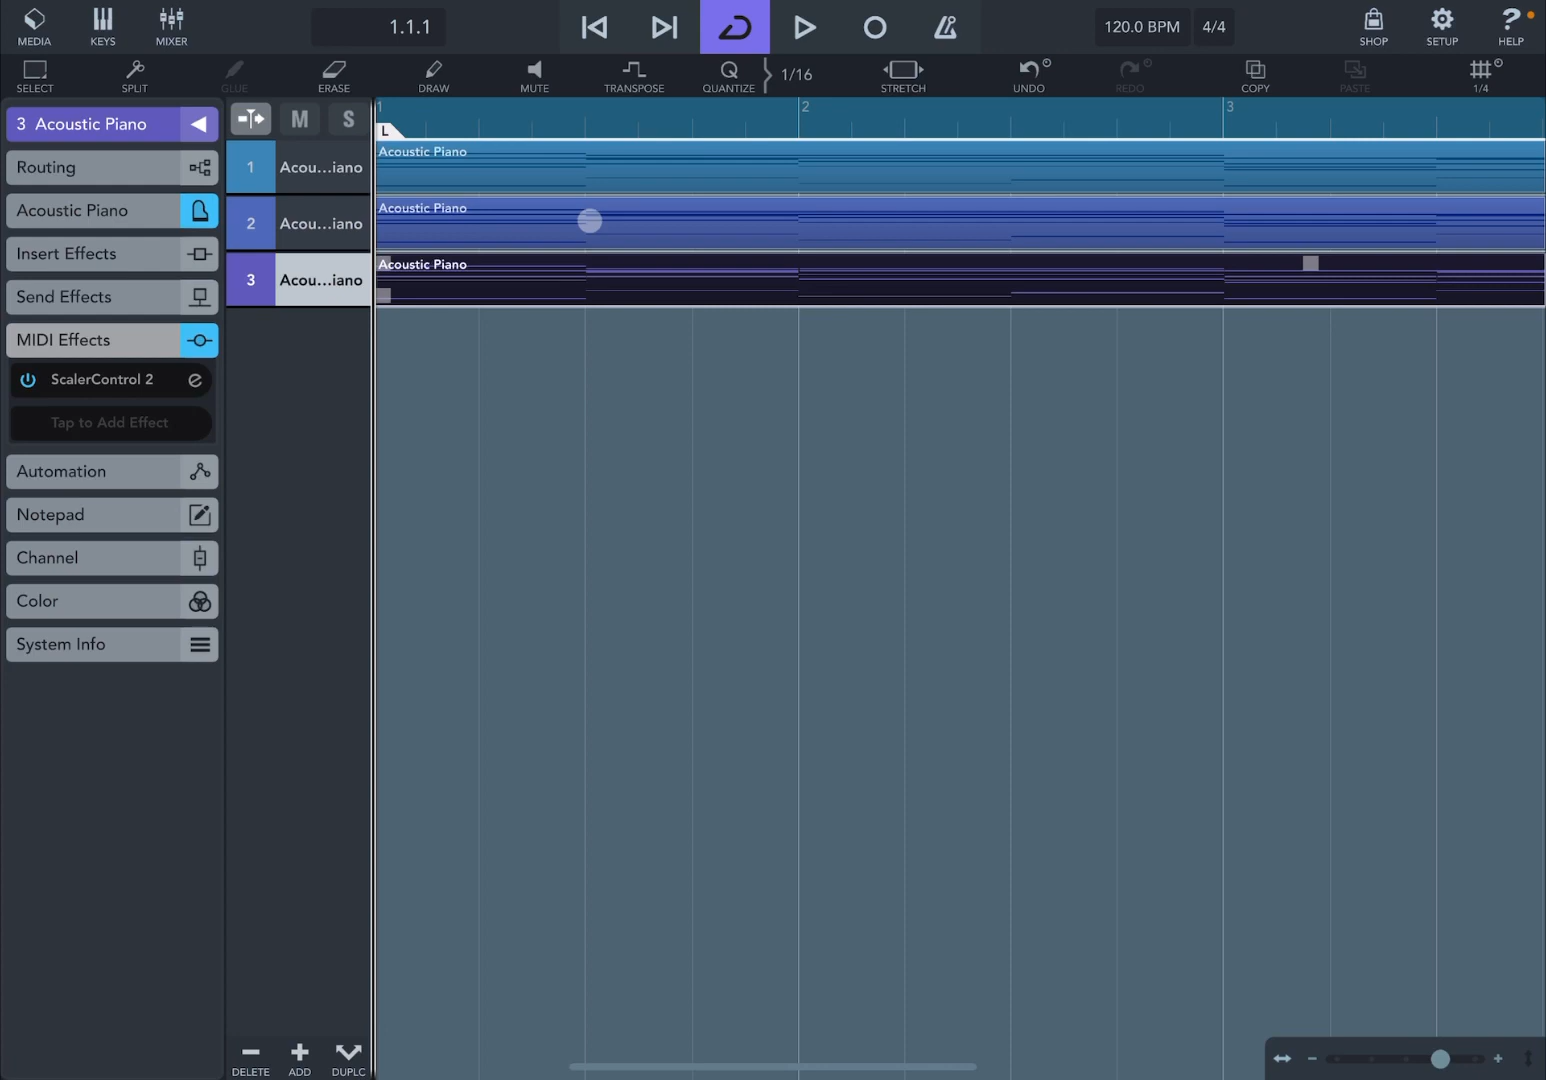 MEDIA KEYS MIXER 1.1.1 120.0 BPM 4/4 SHOP SETUP HELP
SELECT SPLIT GLUE ERASE DRAW MUTE TRANSPOSE QUANTIZE 1/16 STRETCH UNDO REDO COPY PASTE 1/4
3 Acoustic Piano M S 1 2 3
L
Routing 1 Acou...iano Acoustic Piano
Acoustic Piano 2 Acou...iano Acoustic Piano
Insert Effects 3 Acou...iano Acoustic Piano
Send Effects
MIDI Effects
ScalerControl 2 e
Tap to Add Effect
Automation
Notepad
Channel
Color
System Info
DELETE ADD DUPLC